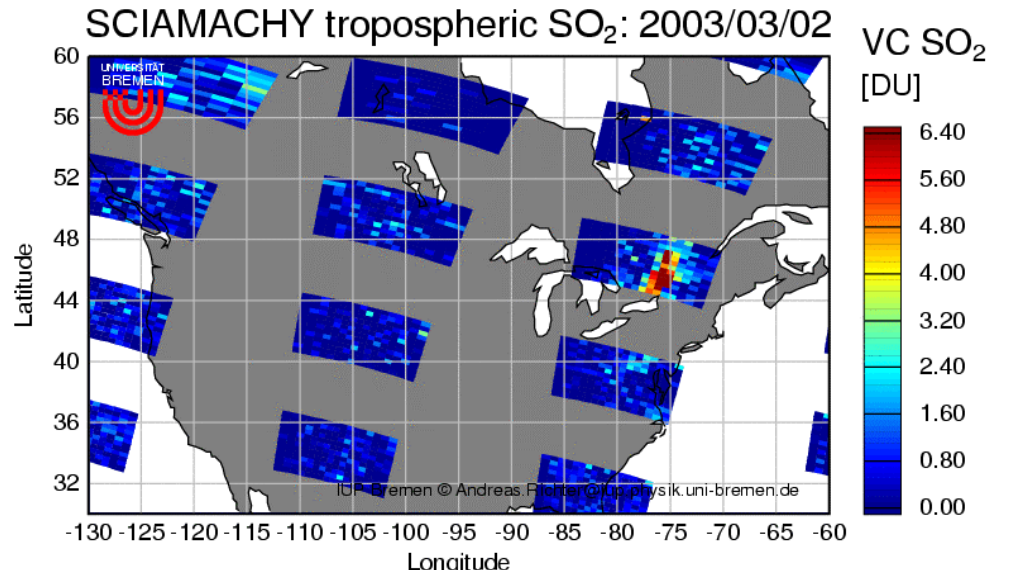 SCIAMACHY tropospheric SO₂: 2003/03/02
VC SO₂
[DU]
UNIVERSITÄT
BREMEN
60
56
52
48
44
40
36
32
Latitude
-130 -125 -120 -115 -110 -105 -100 -95 -90 -85 -80 -75 -70 -65 -60
Longitude
IUP Bremen © Andreas.Richter@iup.physik.uni-bremen.de
6.40
5.60
4.80
4.00
3.20
2.40
1.60
0.80
0.00